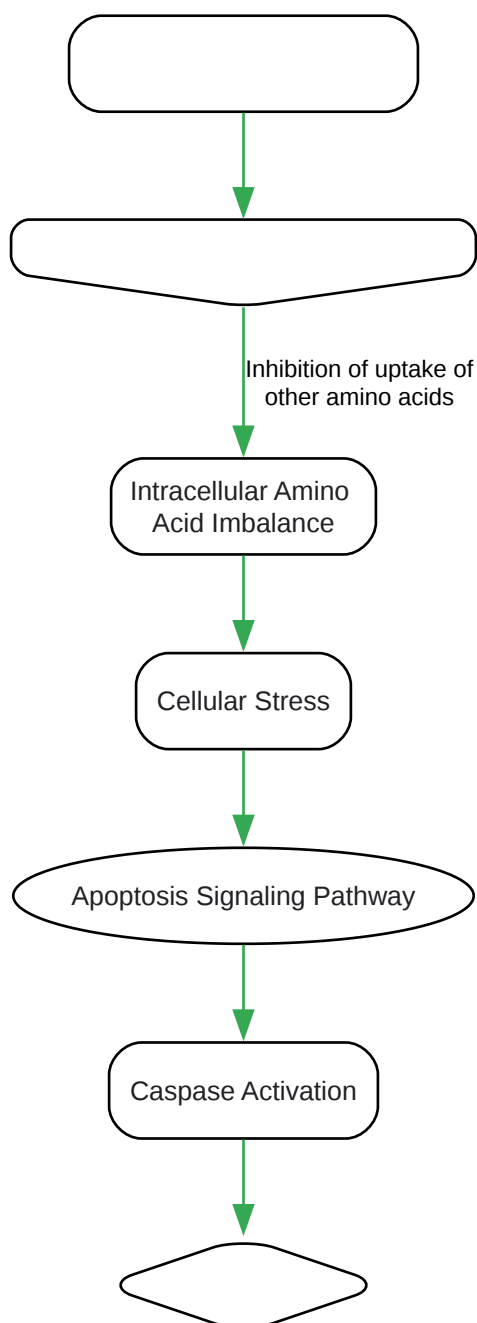 Inhibition of uptake of
other amino acids
Intracellular Amino
Acid Imbalance
Cellular Stress
Apoptosis Signaling Pathway
Caspase Activation